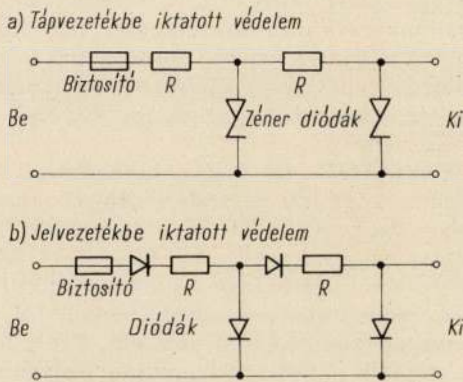 a) Tápvezetékbe iktatott védelem
Biztosító R R
Be Zéner diódák Ki
b) Jelvezetékbe iktatott védelem
Biztosító R R
Be Diódák Ki